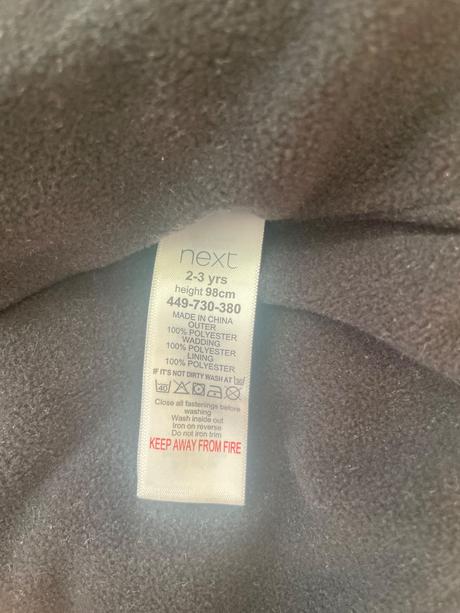 next
2-3 yrs
height 98cm
449-730-380
MADE IN CHINA
OUTER
100% POLYESTER
WADDING
100% POLYESTER
LINING
100% POLYESTER
IF IT'S NOT DIRTY WASH AT 30
40
Close all fastenings before
washing
Wash inside out
Iron on reverse
Do not iron trim
KEEP AWAY FROM FIRE